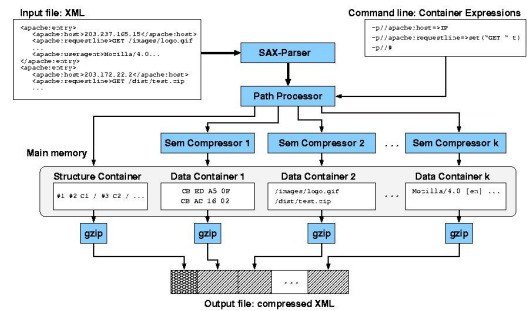 Input file: XML
Command line: Container Expressions
<apache:entry>
<apache:host>203.237.165.15</apache:host>
<apache:requestline>GET /images/logo.gif
...
<apache:useragent>Mozilla/4.0...
</apache:entry>
<apache:entry>
<apache:host>203.172.22.2</apache:host>
<apache:requestline>GET /dist/test.zip
...
-p//apache:host=>IP
-p//apache:requestline=>set("GET " t)
-p//#
SAX-Parser
Path Processor
Sem Compressor 1
Sem Compressor 2
...
Sem Compressor k
Main memory
Structure Container
Data Container 1
Data Container 2
Data Container k
#1 #2 C1 / #3 C2 / ...
CB ED A5 0F
CB AC 16 02
/images/logo.gif
/dist/test.zip
...
Mozilla/4.0 [en] ...
gzip
gzip
gzip
gzip
...
Output file: compressed XML